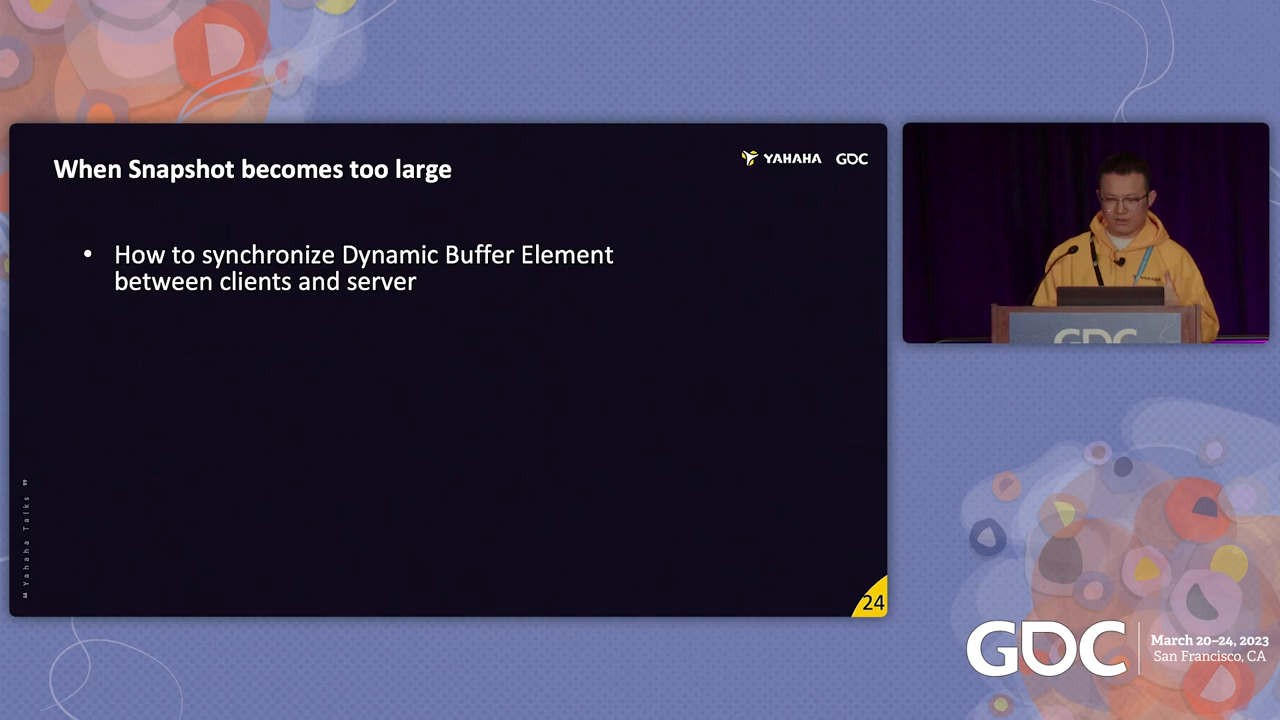 When Snapshot becomes too large
YAHAHA GDC
• How to synchronize Dynamic Buffer Element
between clients and server
" Yahaha Talks "
24
GDC
GDC
March 20–24, 2023
San Francisco, CA